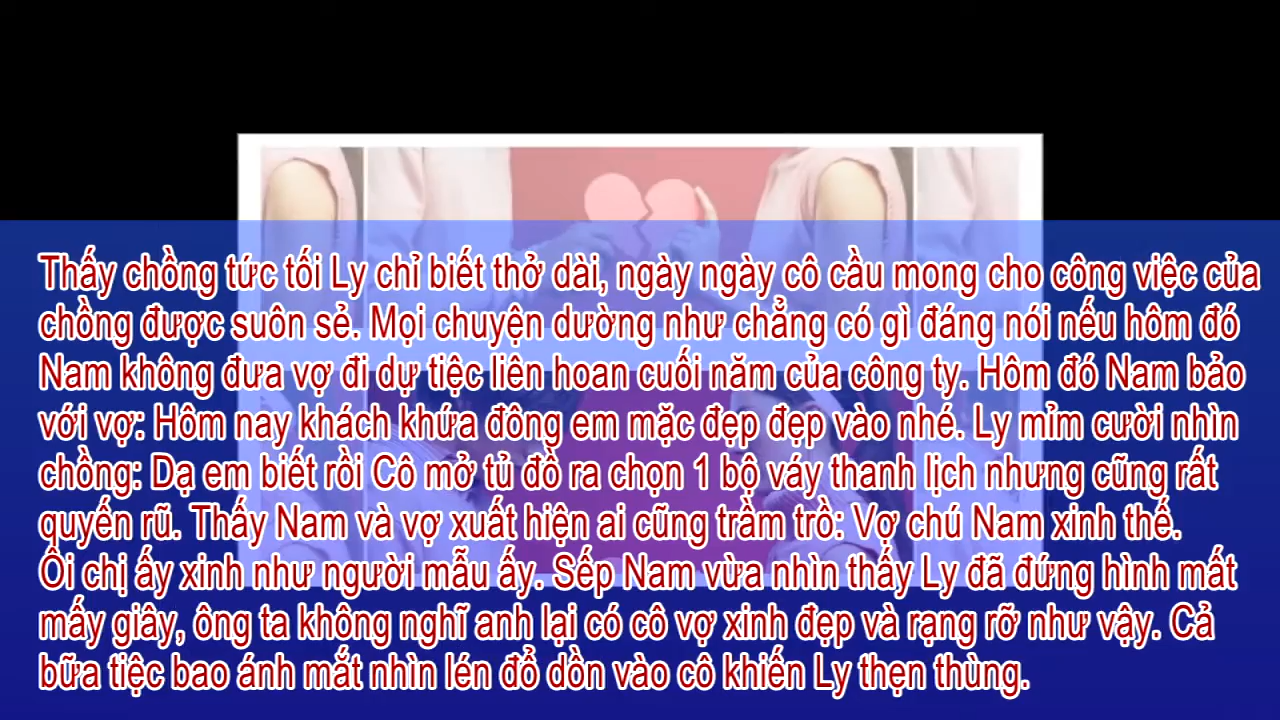 Thấy chồng tức tối Ly chỉ biết thở dài, ngày ngày cô cầu mong cho công việc của
chồng được suôn sẻ. Mọi chuyện dường như chẳng có gì đáng nói nếu hôm đó
Nam không đưa vợ đi dự tiệc liên hoan cuối năm của công ty. Hôm đó Nam bảo
với vợ: Hôm nay khách khứa đông em mặc đẹp đẹp vào nhé. Ly mỉm cười nhìn
chồng: Dạ em biết rồi Cô mở tủ đồ ra chọn 1 bộ váy thanh lịch nhưng cũng rất
quyến rũ. Thấy Nam và vợ xuất hiện ai cũng trầm trồ: Vợ chú Nam xinh thế.
Ôi chị ấy xinh như người mẫu ấy. Sếp Nam vừa nhìn thấy Ly đã đứng hình mất
mấy giây, ông ta không nghĩ anh lại có cô vợ xinh đẹp và rạng rỡ như vậy. Cả
bữa tiệc bao ánh mắt nhìn lén đổ dồn vào cô khiến Ly thẹn thùng.